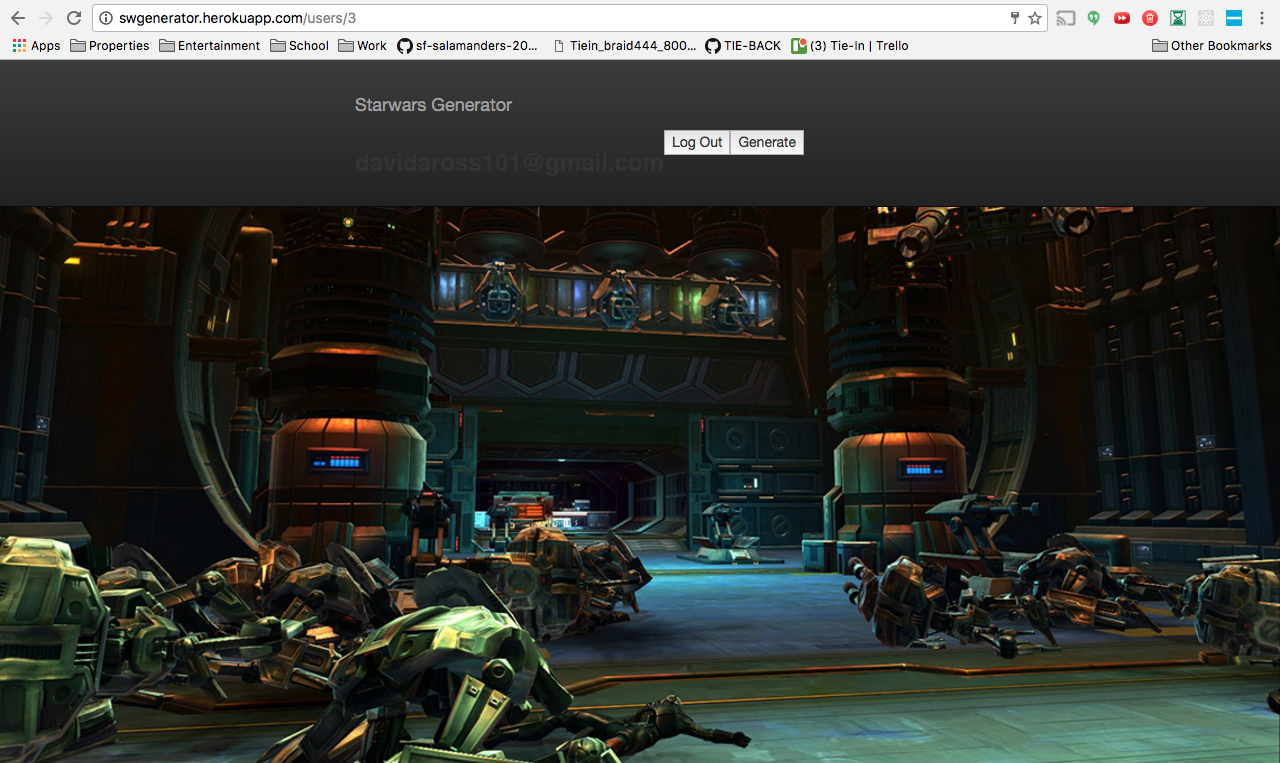 swgenerator.herokuapp.com/users/3
Apps Properties Entertainment School Work sf-salamanders-20... Tiein_braid444_800... TIE-BACK (3) Tie-In | Trello Other Bookmarks
Starwars Generator
Log Out Generate
davidaross101@gmail.com